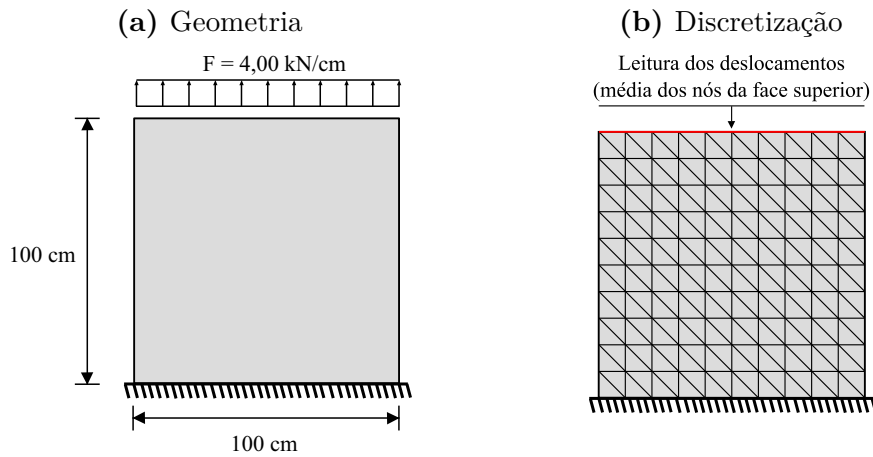 (a) Geometria
F = 4,00 kN/cm
100 cm
100 cm
(b) Discretização
Leitura dos deslocamentos
(média dos nós da face superior)